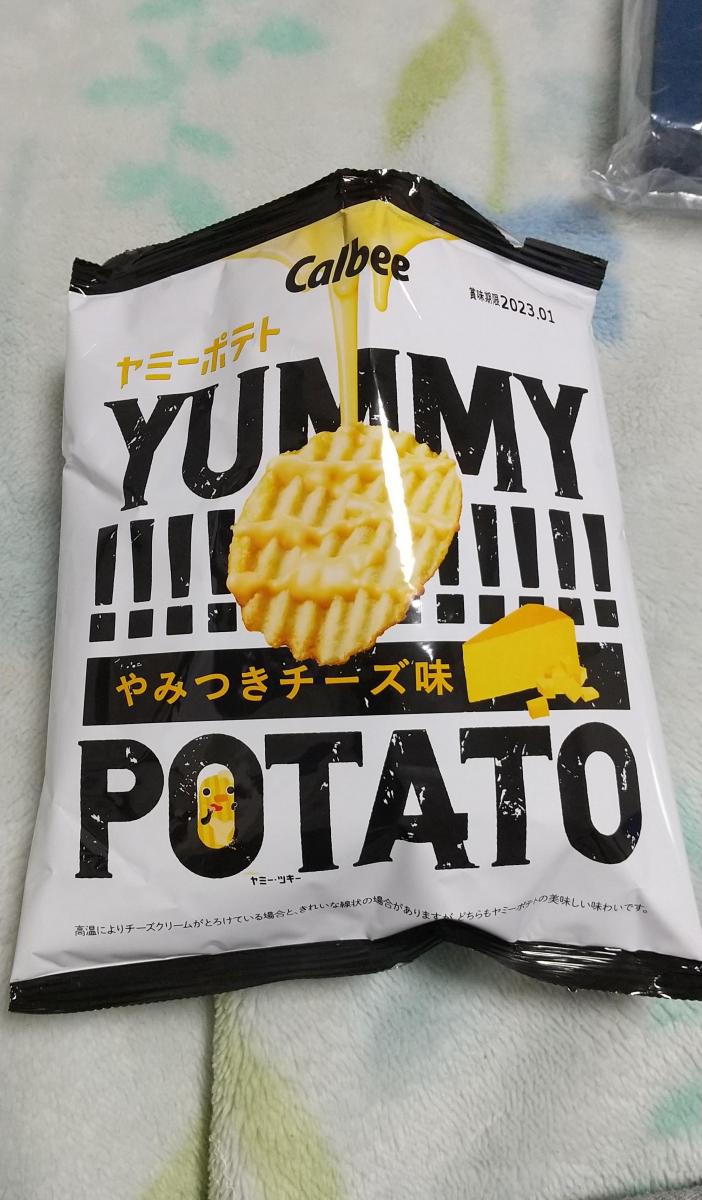 Calbee
賞味期限2023.01
ヤミーポテト
YUMMY
!!!!!!!!!
やみつきチーズ味
POTATO
ヤミー・ツキー
高温によりチーズクリームがとろけている場合と、きれいな線状の場合がありますが、どちらもヤミーポテトの美味しい味わいです。